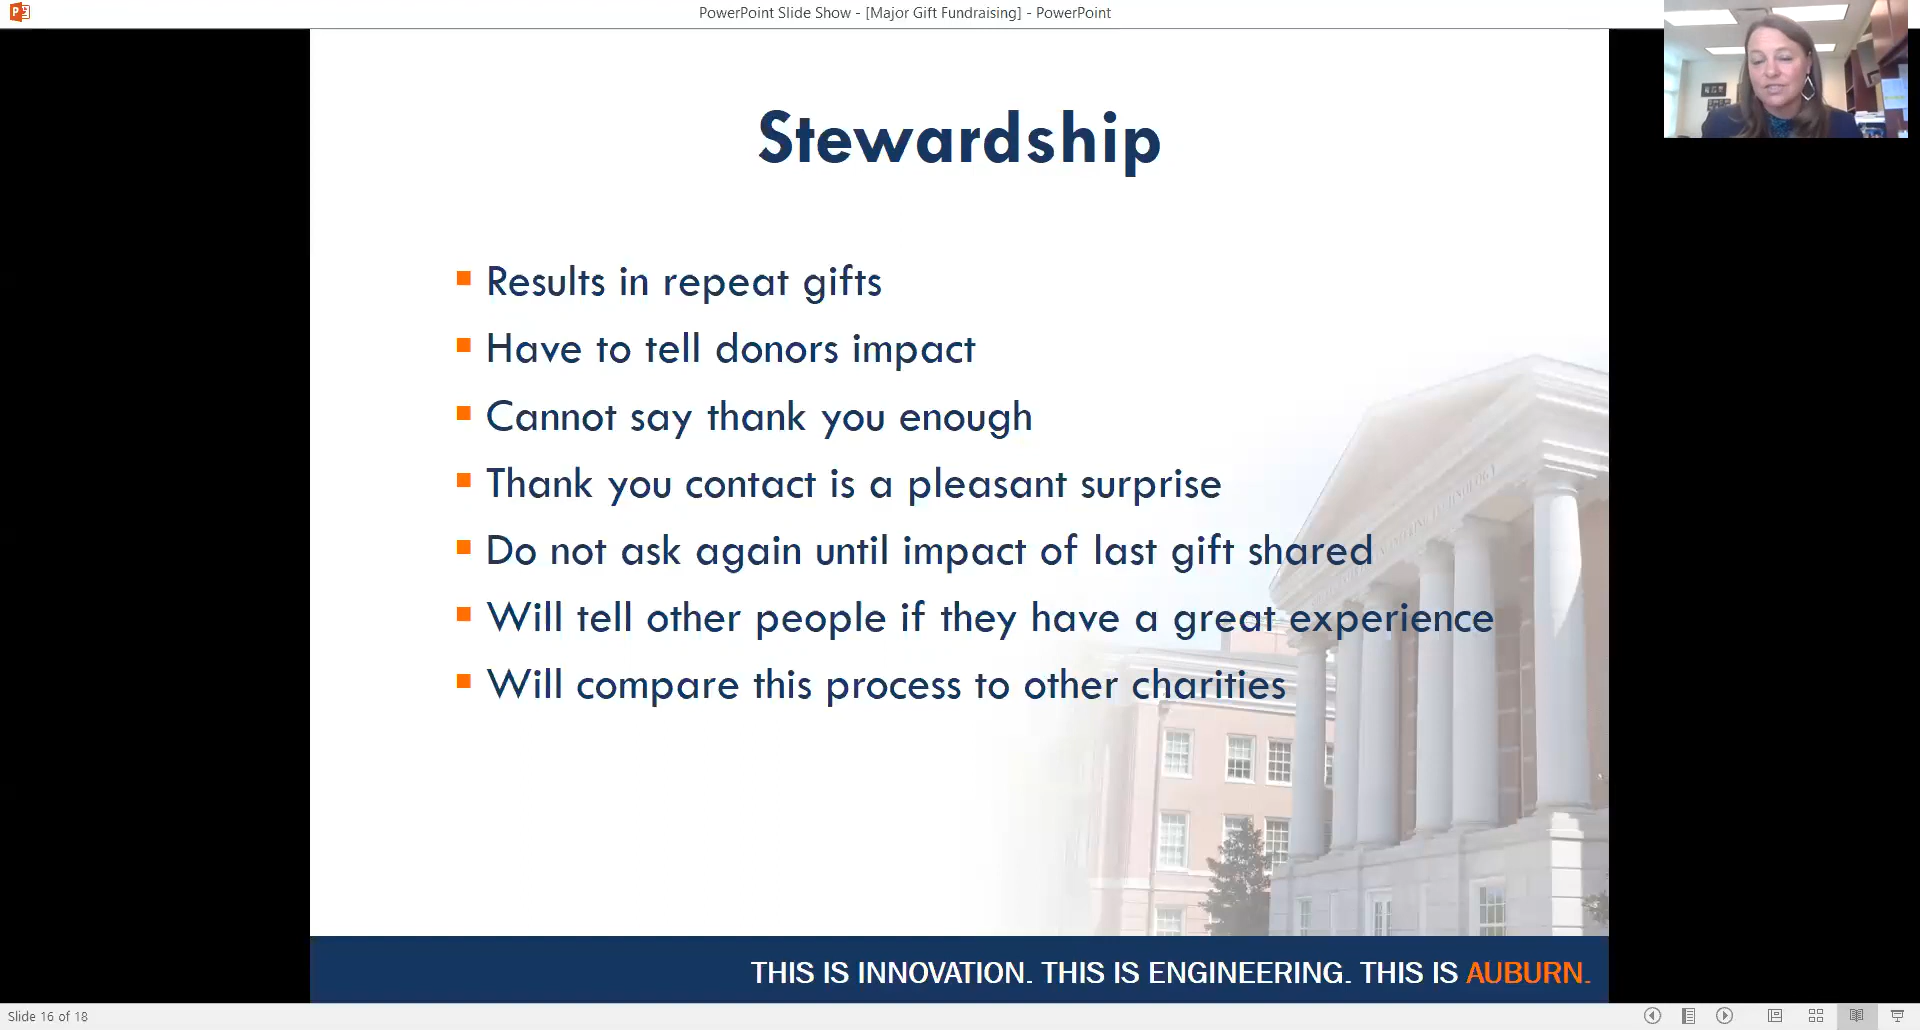 PowerPoint Slide Show - [Major Gift Fundraising] - PowerPoint
Stewardship
Results in repeat gifts
Have to tell donors impact
Cannot say thank you enough
Thank you contact is a pleasant surprise
Do not ask again until impact of last gift shared
Will tell other people if they have a great experience
Will compare this process to other charities
THIS IS INNOVATION. THIS IS ENGINEERING. THIS IS AUBURN.
Slide 16 of 18